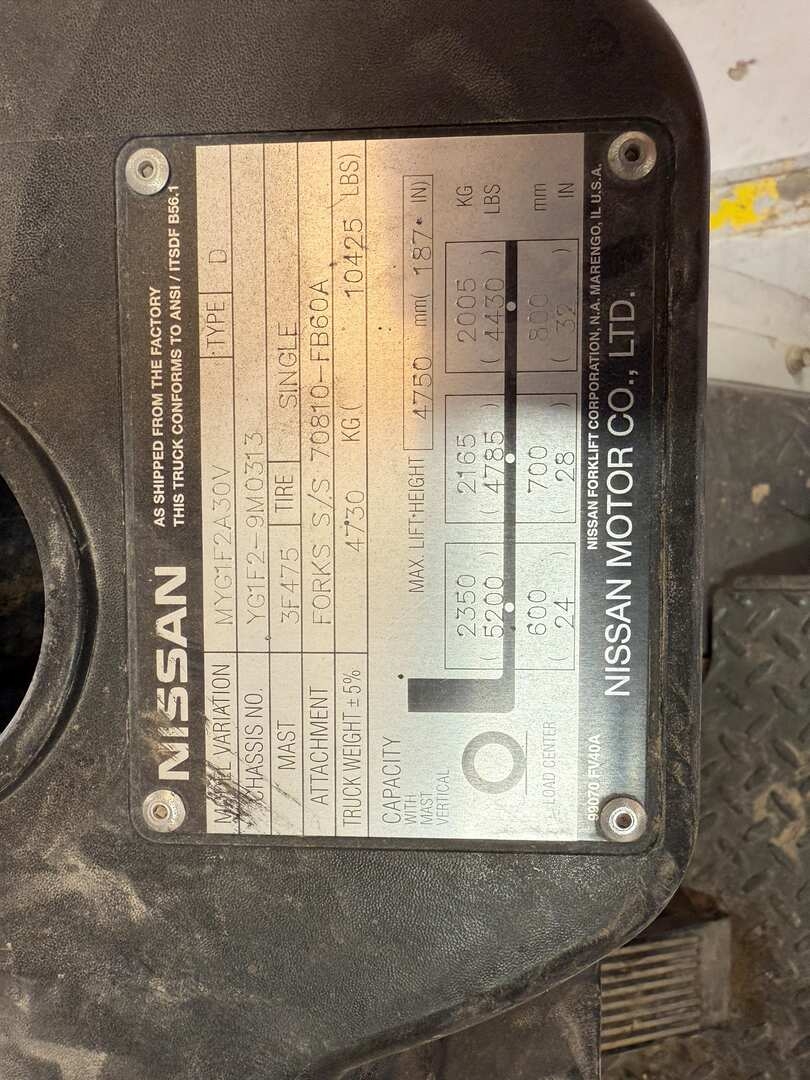 NISSAN
AS SHIPPED FROM THE FACTORY
THIS TRUCK CONFORMS TO ANSI / ITSDF B56.1
MODEL VARIATION MYG1F2A30V TYPE D
CHASSIS NO. YG1F2-9M0313
MAST 3F475 TIRE SINGLE
ATTACHMENT FORKS S/S 70810-FB60A
TRUCK WEIGHT ± 5% 4730 KG ( 10425 LBS)
CAPACITY
WITH
MAST
VERTICAL
MAX. LIFT HEIGHT 4750 mm( 187 IN)
2350 2165 2005 KG
( 5200 ) ( 4785 ) ( 4430 ) LBS
LOAD CENTER 600 700 800 mm
( 24 ) ( 28 ) ( 32 ) IN
99070 FV40A
NISSAN FORKLIFT CORPORATION, N.A. MARENGO, IL U.S.A.
NISSAN MOTOR CO., LTD.